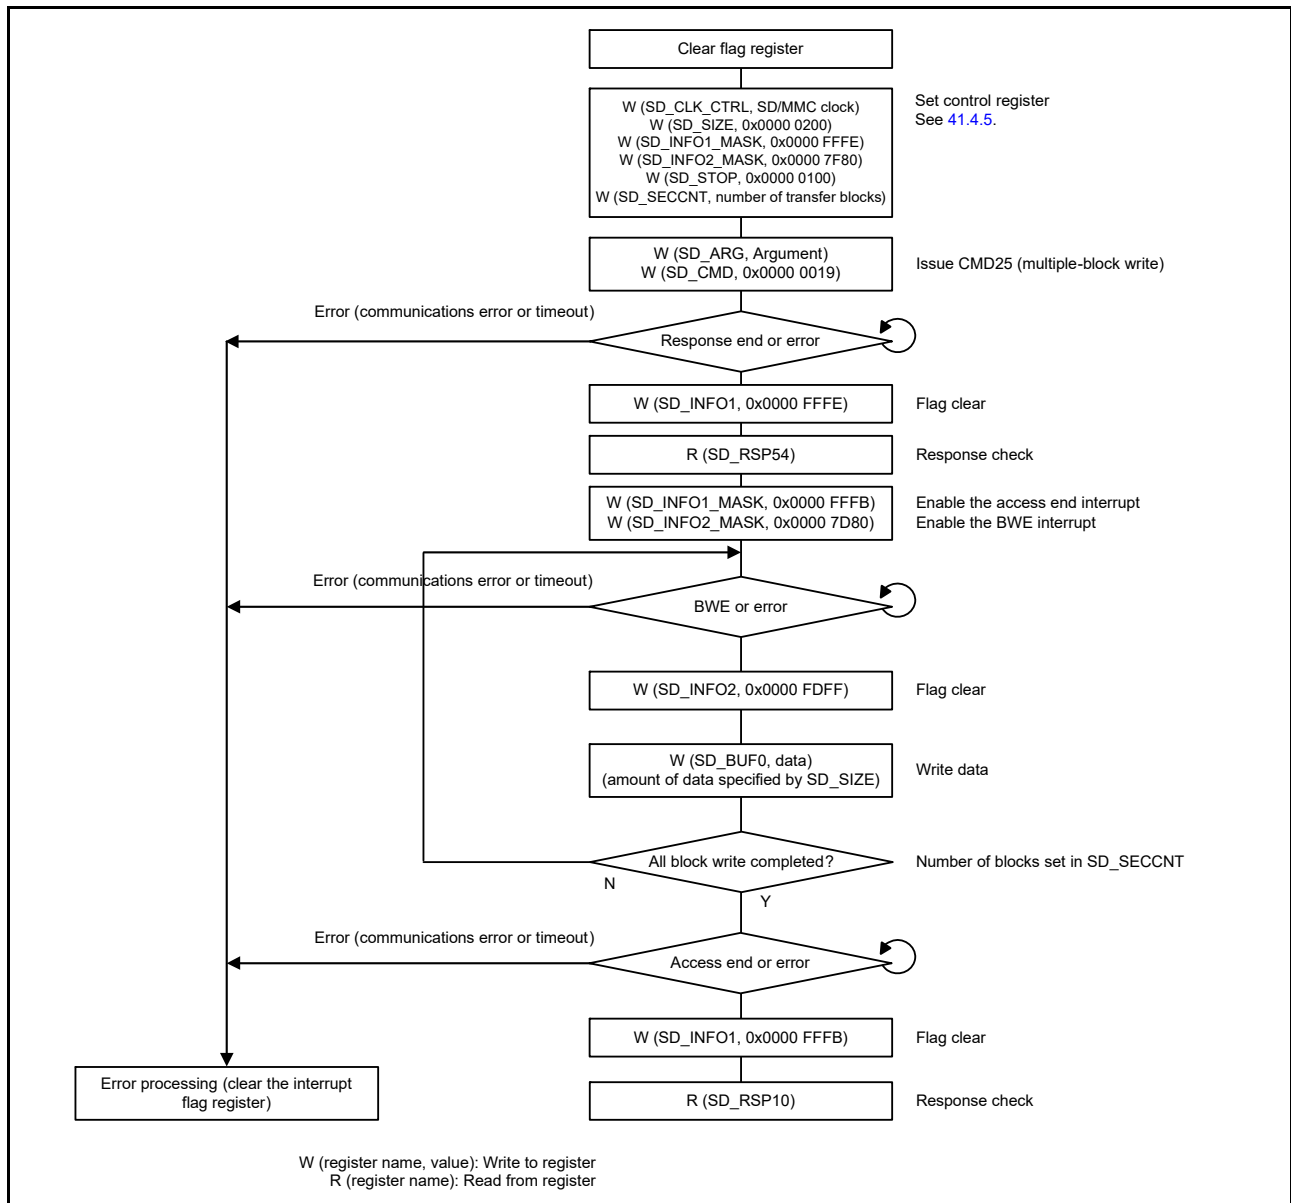 Clear flag register
W (SD_CLK_CTRL, SD/MMC clock)
W (SD_SIZE, 0x0000 0200)
W (SD_INFO1_MASK, 0x0000 FFFE)
W (SD_INFO2_MASK, 0x0000 7F80)
W (SD_STOP, 0x0000 0100)
W (SD_SECCNT, number of transfer blocks)
Set control register
See 41.4.5.
W (SD_ARG, Argument)
W (SD_CMD, 0x0000 0019)
Issue CMD25 (multiple-block write)
Error (communications error or timeout)
Response end or error
W (SD_INFO1, 0x0000 FFFE)
Flag clear
R (SD_RSP54)
Response check
W (SD_INFO1_MASK, 0x0000 FFFB)
W (SD_INFO2_MASK, 0x0000 7D80)
Enable the access end interrupt
Enable the BWE interrupt
Error (communications error or timeout)
BWE or error
W (SD_INFO2, 0x0000 FDFF)
Flag clear
W (SD_BUF0, data)
(amount of data specified by SD_SIZE)
Write data
All block write completed?
Number of blocks set in SD_SECCNT
N
Y
Error (communications error or timeout)
Access end or error
W (SD_INFO1, 0x0000 FFFB)
Flag clear
Error processing (clear the interrupt
flag register)
R (SD_RSP10)
Response check
W (register name, value): Write to register
R (register name): Read from register